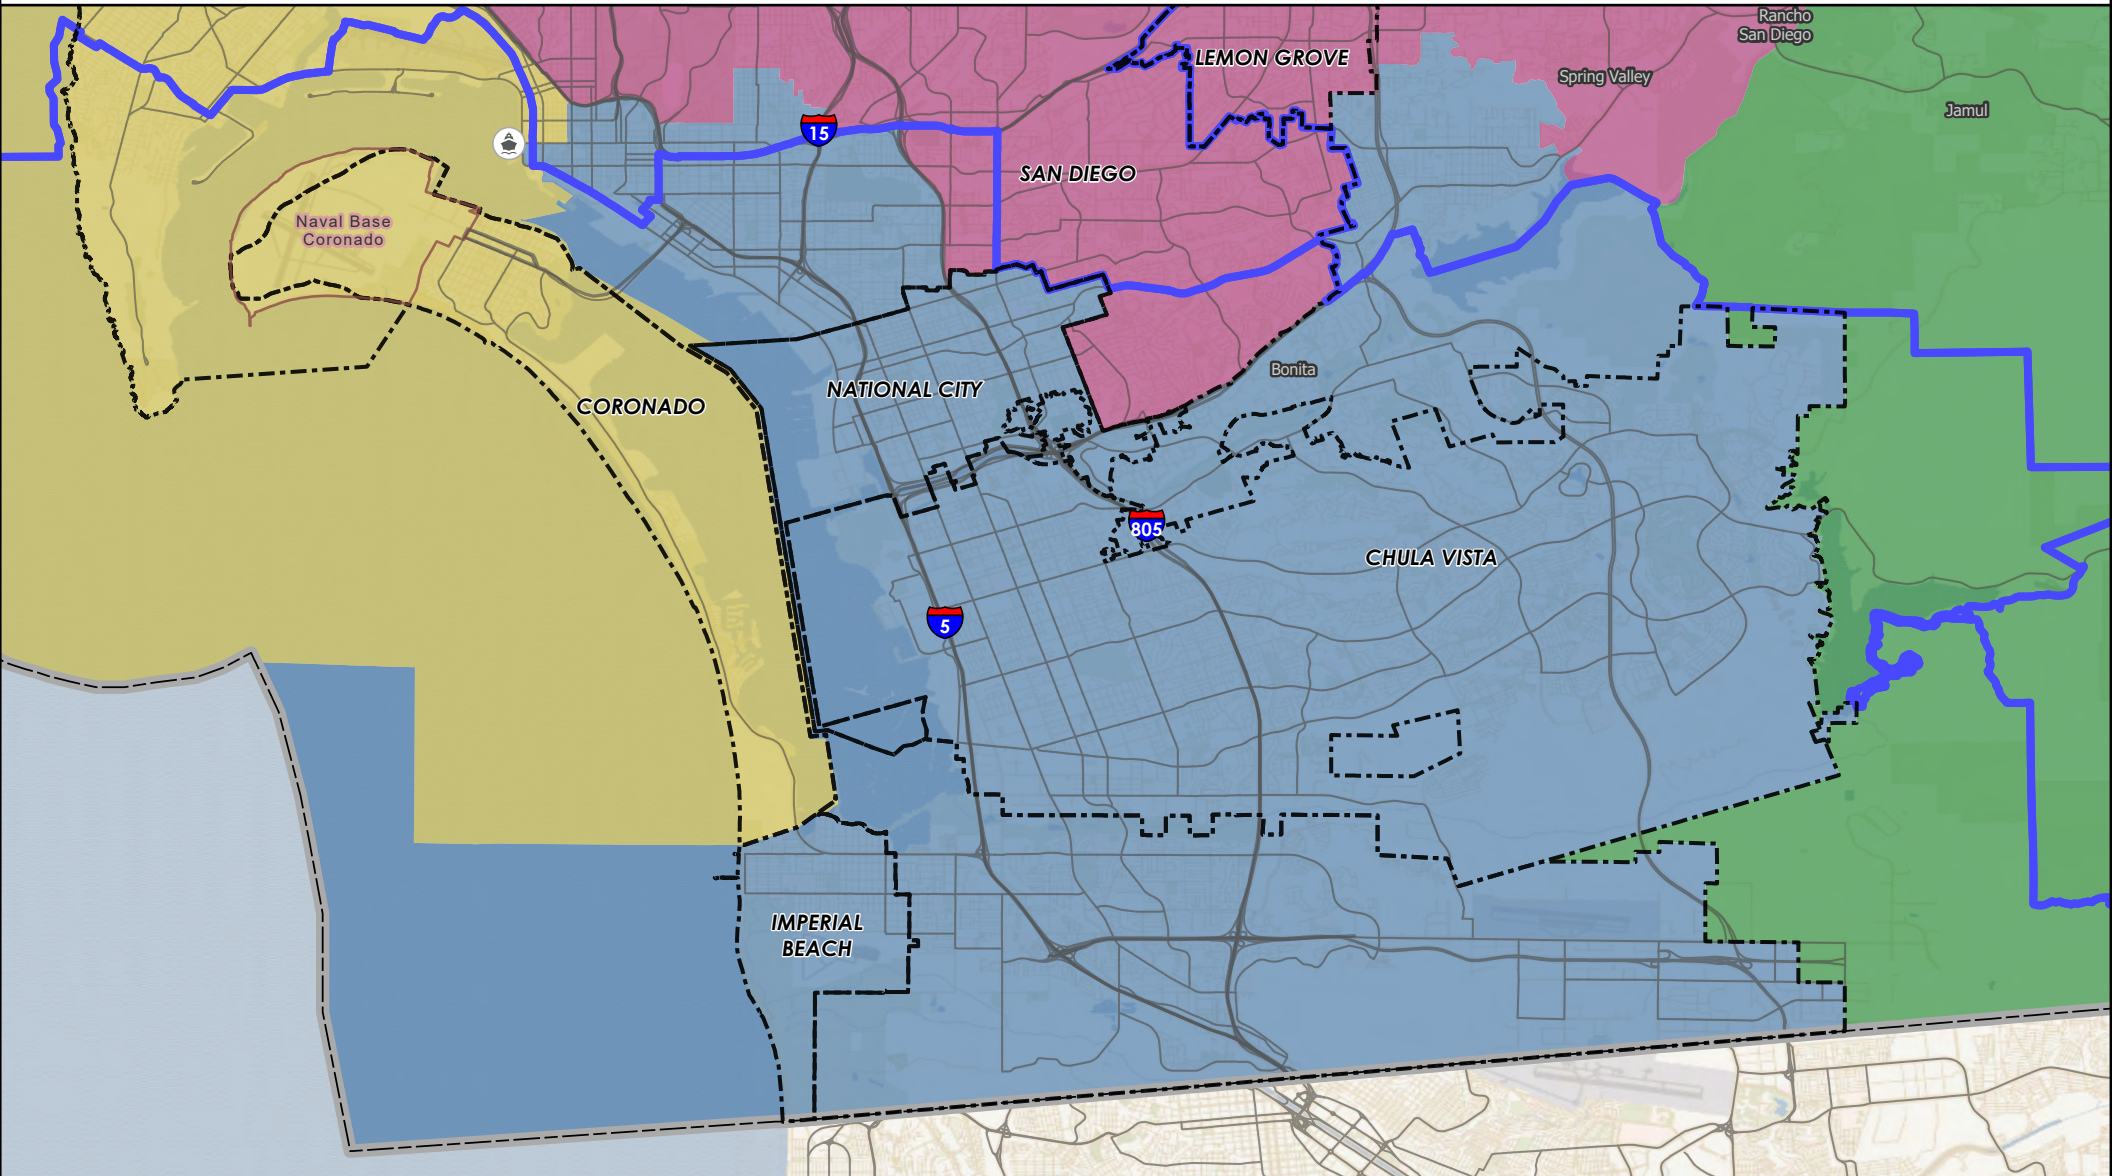 Rancho
San Diego
LEMON GROVE
Spring Valley
Jamul
15
SAN DIEGO
Naval Base
Coronado
Bonita
NATIONAL CITY
CORONADO
805
CHULA VISTA
5
IMPERIAL
BEACH